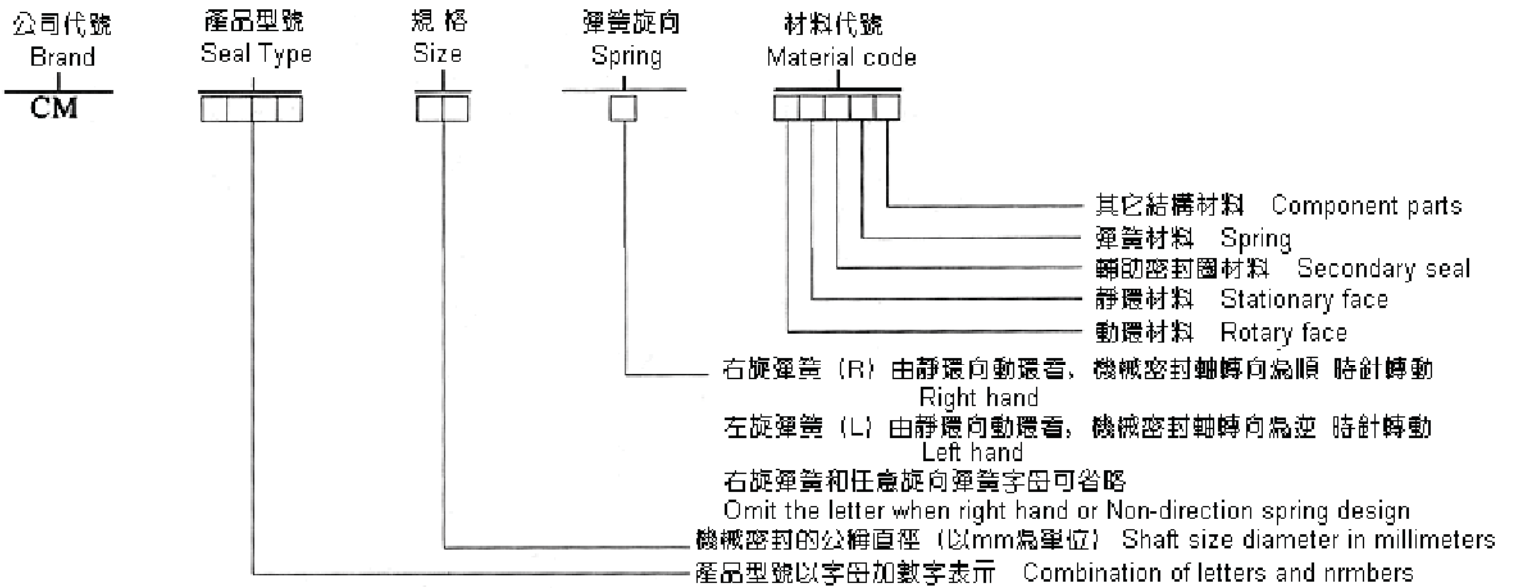 公司代號 產品型號 規格 彈簧旋向 材料代號
Brand Seal Type Size Spring Material code
CM
其它結構材料 Component parts
彈簧材料 Spring
輔助密封圈材料 Secondary seal
靜環材料 Stationary face
動環材料 Rotary face
右旋彈簧 (R) 由靜環向動環看, 機械密封軸轉向為順 時針轉動
Right hand
左旋彈簧 (L) 由靜環向動環看, 機械密封軸轉向為逆 時針轉動
Left hand
右旋彈簧和任意旋向彈簧字母可省略
Omit the letter when right hand or Non-direction spring design
機械密封的公稱直徑 (以mm為單位) Shaft size diameter in millimeters
產品型號以字母加數字表示 Combination of letters and nrmbers